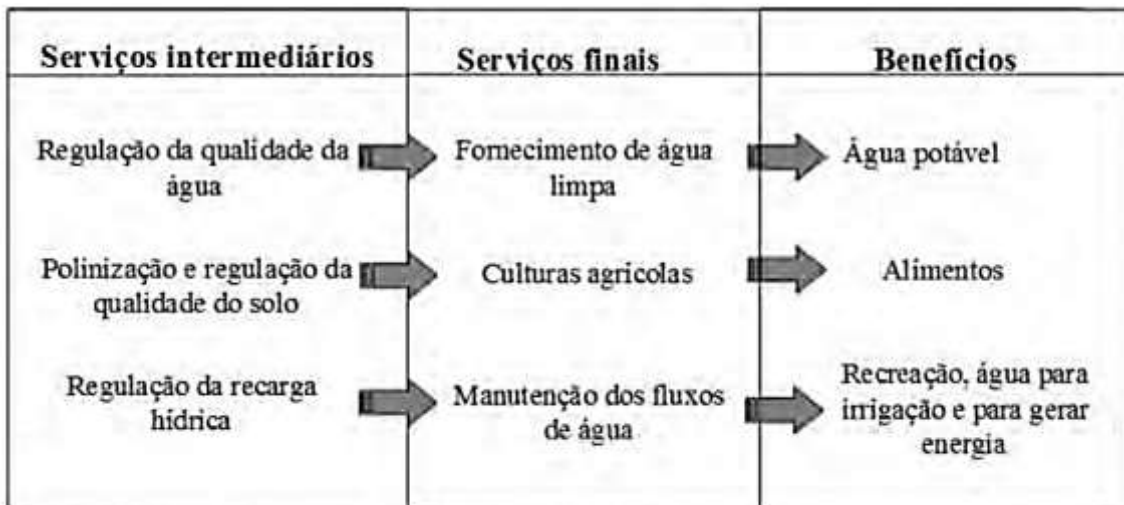 Serviços intermediários
Serviços finais
Benefícios
Regulação da qualidade da
água
Fornecimento de água
limpa
Água potável
Polinização e regulação da
qualidade do solo
Culturas agricolas
Alimentos
Regulação da recarga
hídrica
Manutenção dos fluxos
de água
Recreação, água para
irrigação e para gerar
energia